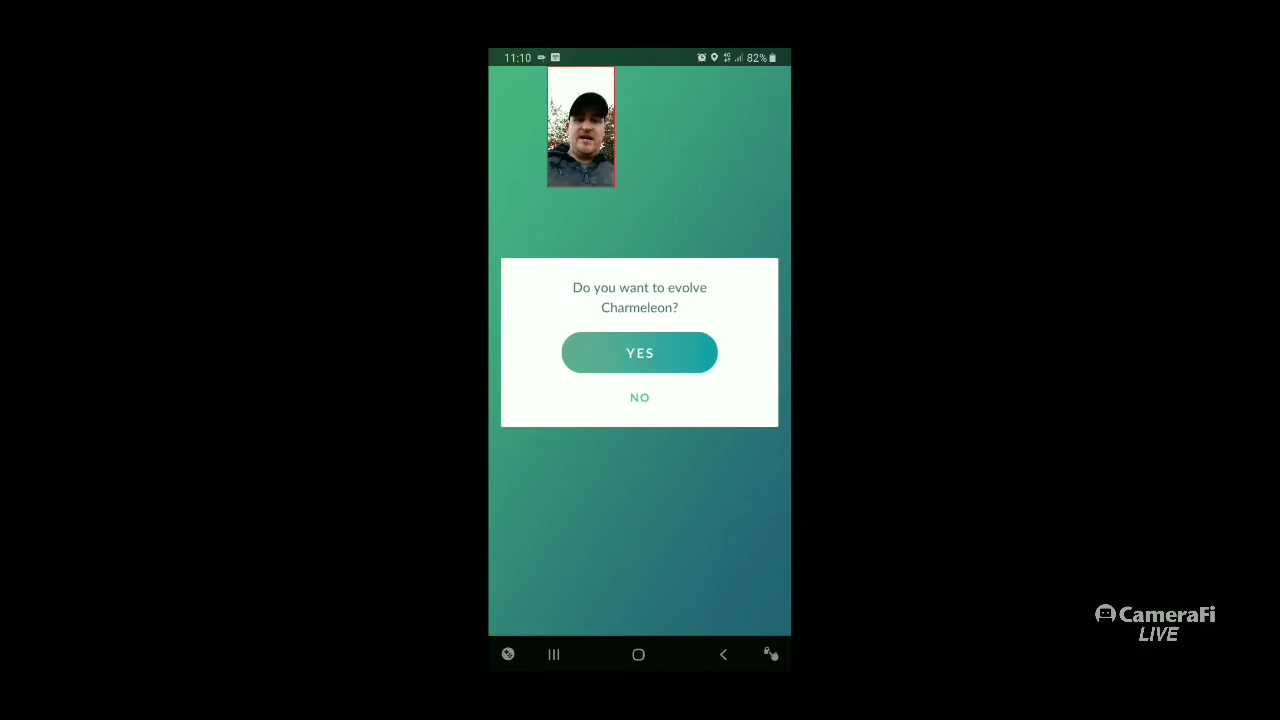 11:10
82%
Do you want to evolve
Charmeleon?
YES
NO
CameraFi
LIVE